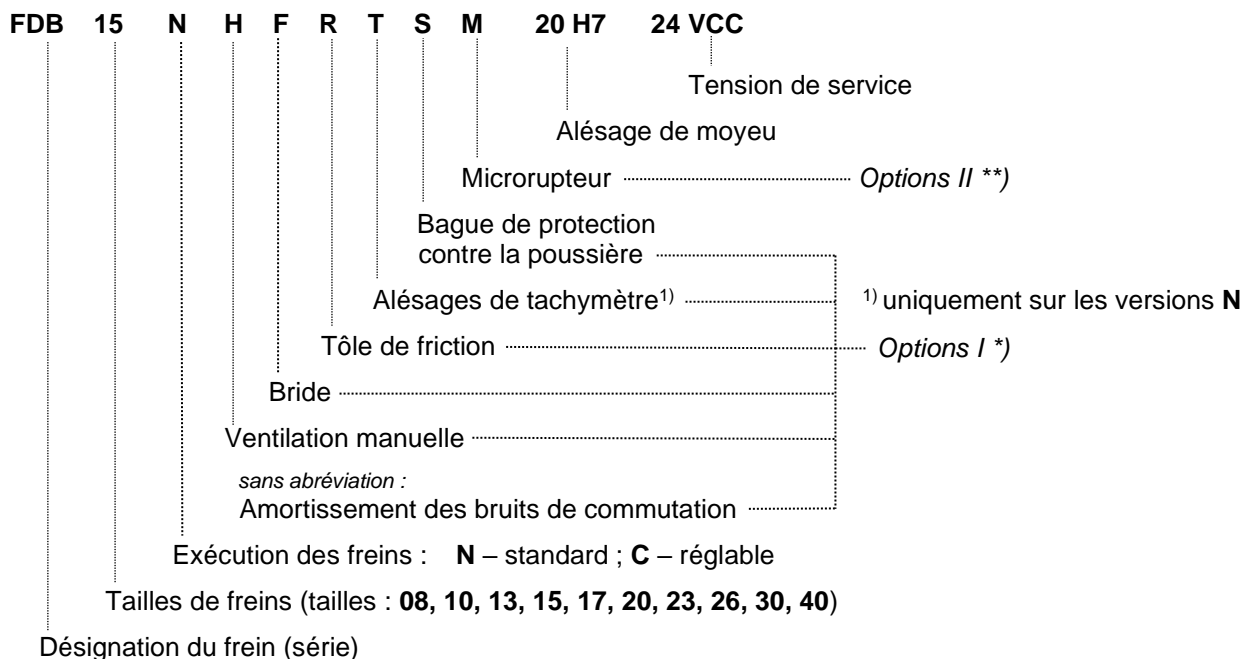 FDB 15 N H F R T S M 20 H7 24 VCC
Tension de service
Alésage de moyeu
Microrupteur Options II **)
Bague de protection
contre la poussière
Alésages de tachymètre1) 1) uniquement sur les versions N
Tôle de friction Options I *)
Bride
Ventilation manuelle
sans abréviation :
Amortissement des bruits de commutation
Exécution des freins : N – standard ; C – réglable
Tailles de freins (tailles : 08, 10, 13, 15, 17, 20, 23, 26, 30, 40)
Désignation du frein (série)